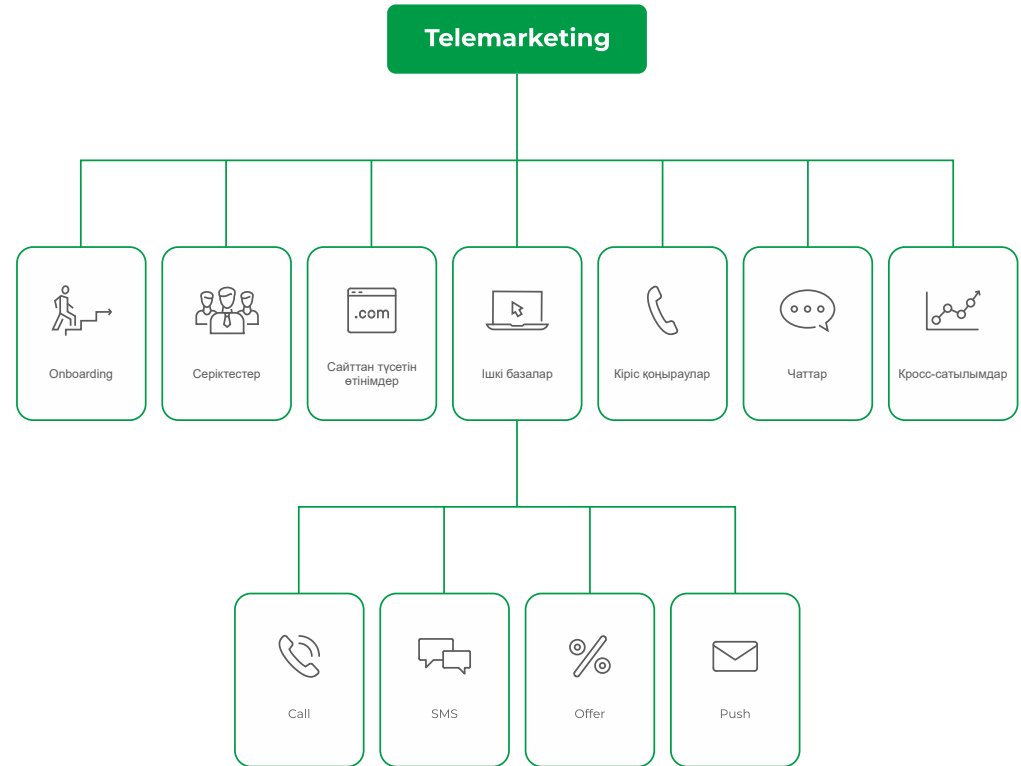 Telemarketing
.com
Onboarding
Серіктестер
Сайттан түсетін
өтінімдер
Ішкі базалар
Кіріс қоңыраулар
Чаттар
Кросс-сатылымдар
Call
SMS
Offer
Push